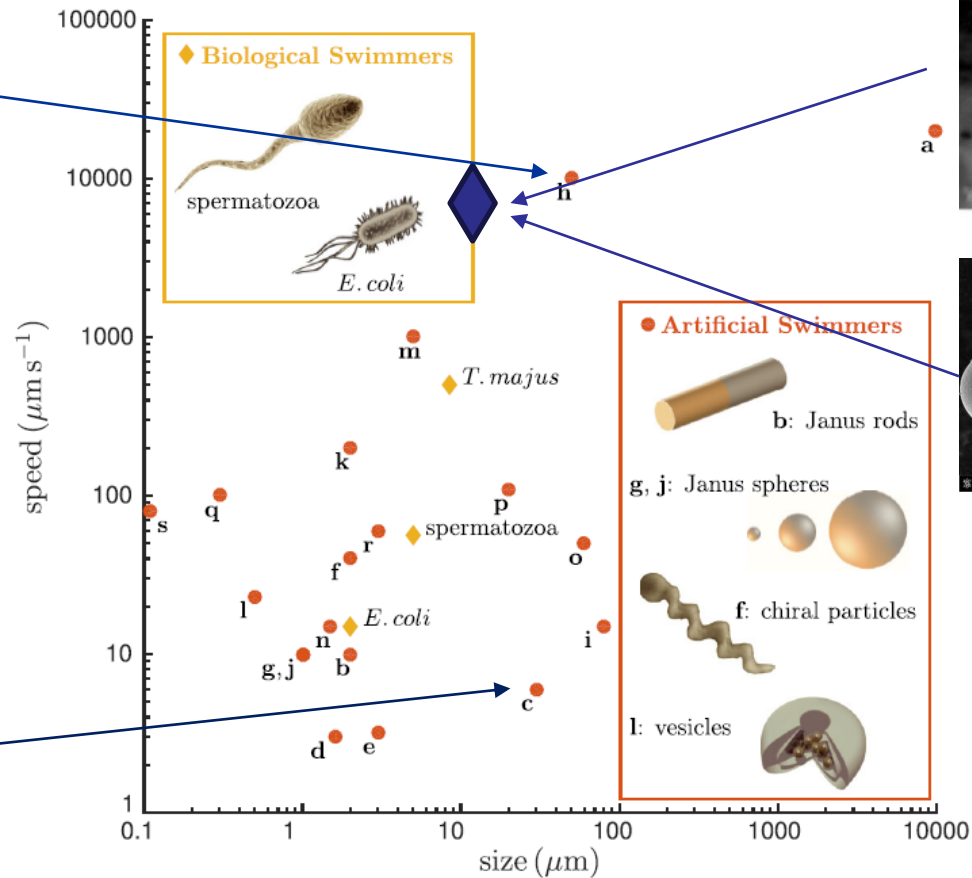 100000
10000
1000
100
10
1
speed (μm s⁻¹)
0.1
1
10
100
1000
10000
size (μm)
Biological Swimmers
spermatozoa
E. coli
a
h
m
T. majus
k
q
s
p
spermatozoa
r
o
f
l
E. coli
n
i
g, j
b
c
d
e
Artificial Swimmers
b: Janus rods
g, j: Janus spheres
f: chiral particles
l: vesicles